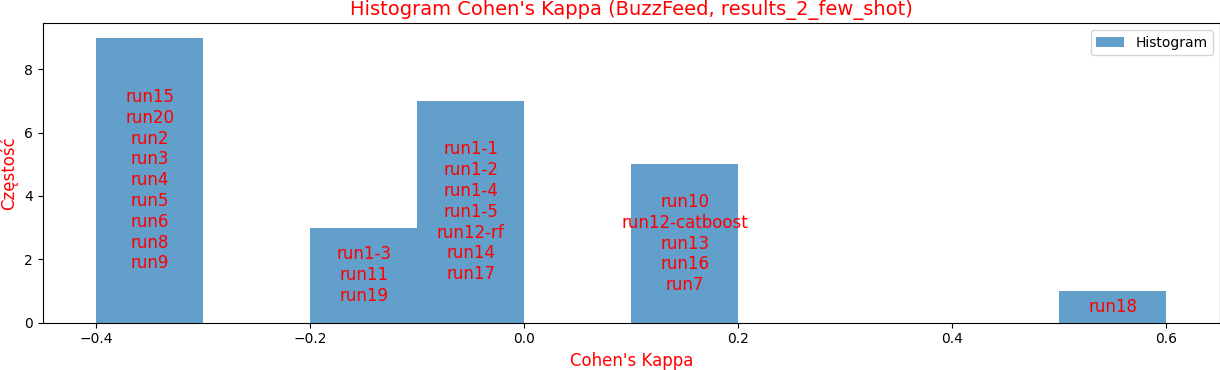 Histogram Cohen's Kappa (BuzzFeed, results_2_few_shot)
Histogram
Częstość
8
6
4
2
0
run15
run20
run2
run3
run4
run5
run6
run8
run9
run1-3
run11
run19
run1-1
run1-2
run1-4
run1-5
run12-rf
run14
run17
run10
run12-catboost
run13
run16
run7
run18
−0.4
−0.2
0.0
0.2
0.4
0.6
Cohen's Kappa